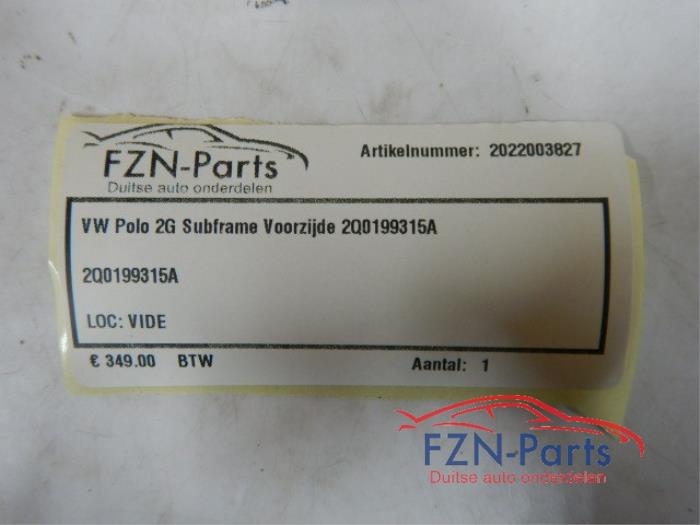 FZN-Parts
Duitse auto onderdelen
Artikelnummer: 2022003827
VW Polo 2G Subframe Voorzijde 2Q0199315A
2Q0199315A
LOC: VIDE
€ 349.00 BTW
Aantal: 1
FZN-Parts
Duitse auto onderdelen